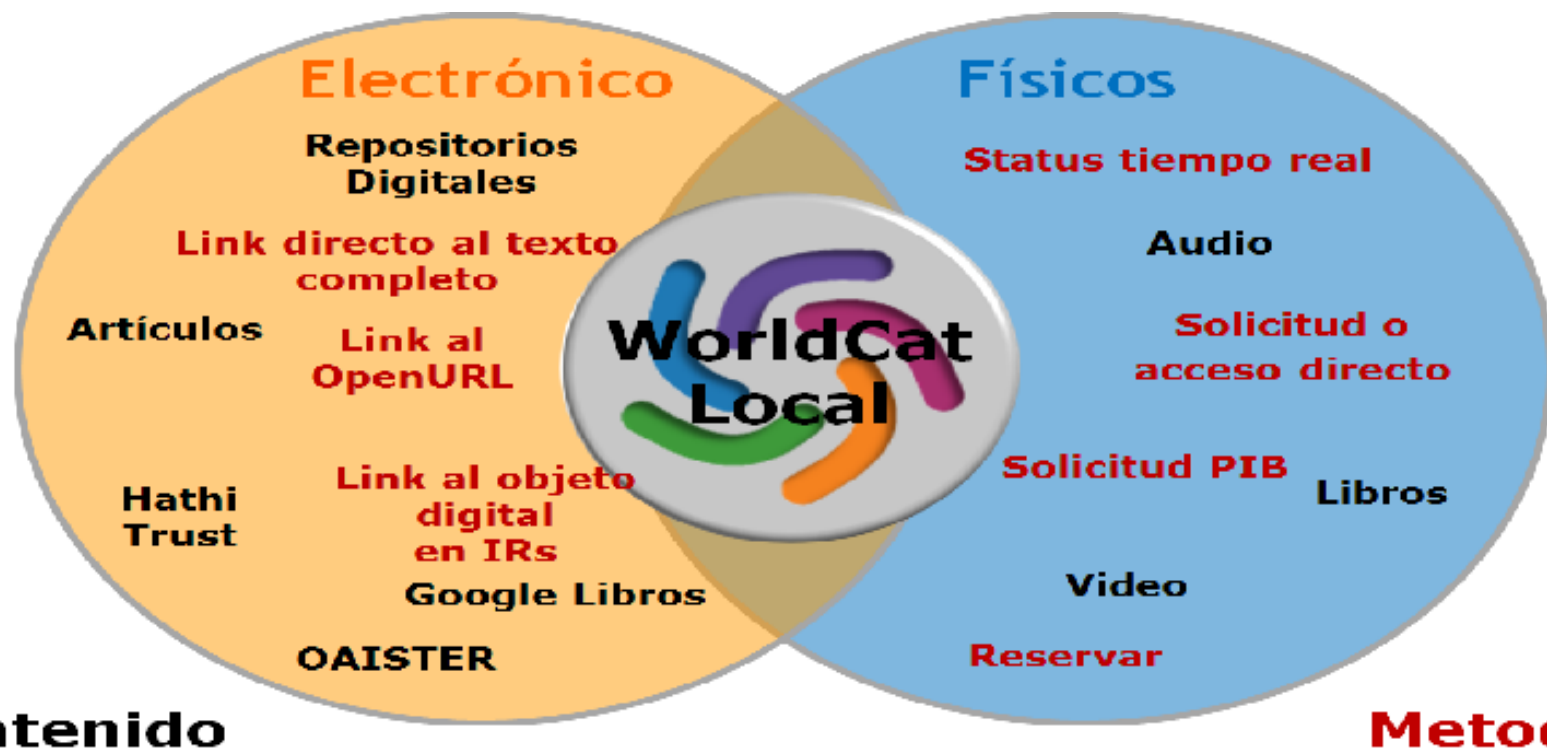 Electrónico
Repositorios
Digitales
Link directo al texto
completo
Artículos
Link al
OpenURL
Hathi
Trust
Link al objeto
digital
en IRs
Google Libros
OAISTER
WorldCat
Local
Físicos
Status tiempo real
Audio
Solicitud o
acceso directo
Solicitud PIB
Libros
Video
Reservar